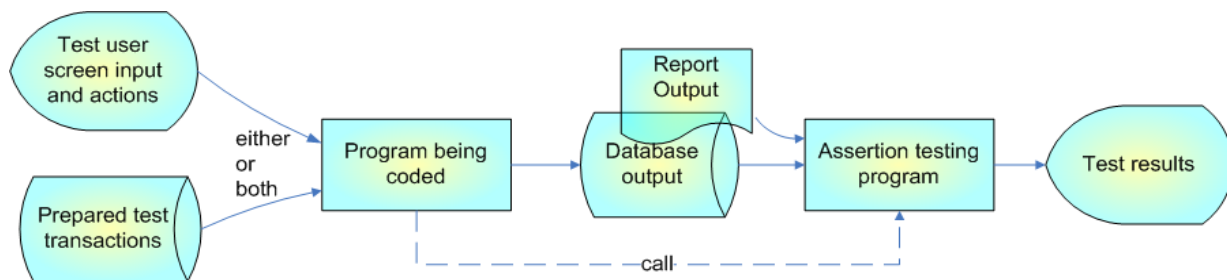 Test user
screen input
and actions
either
or
both
Prepared test
transactions
Program being
coded
Report
Output
Database
output
Assertion testing
program
Test results
call